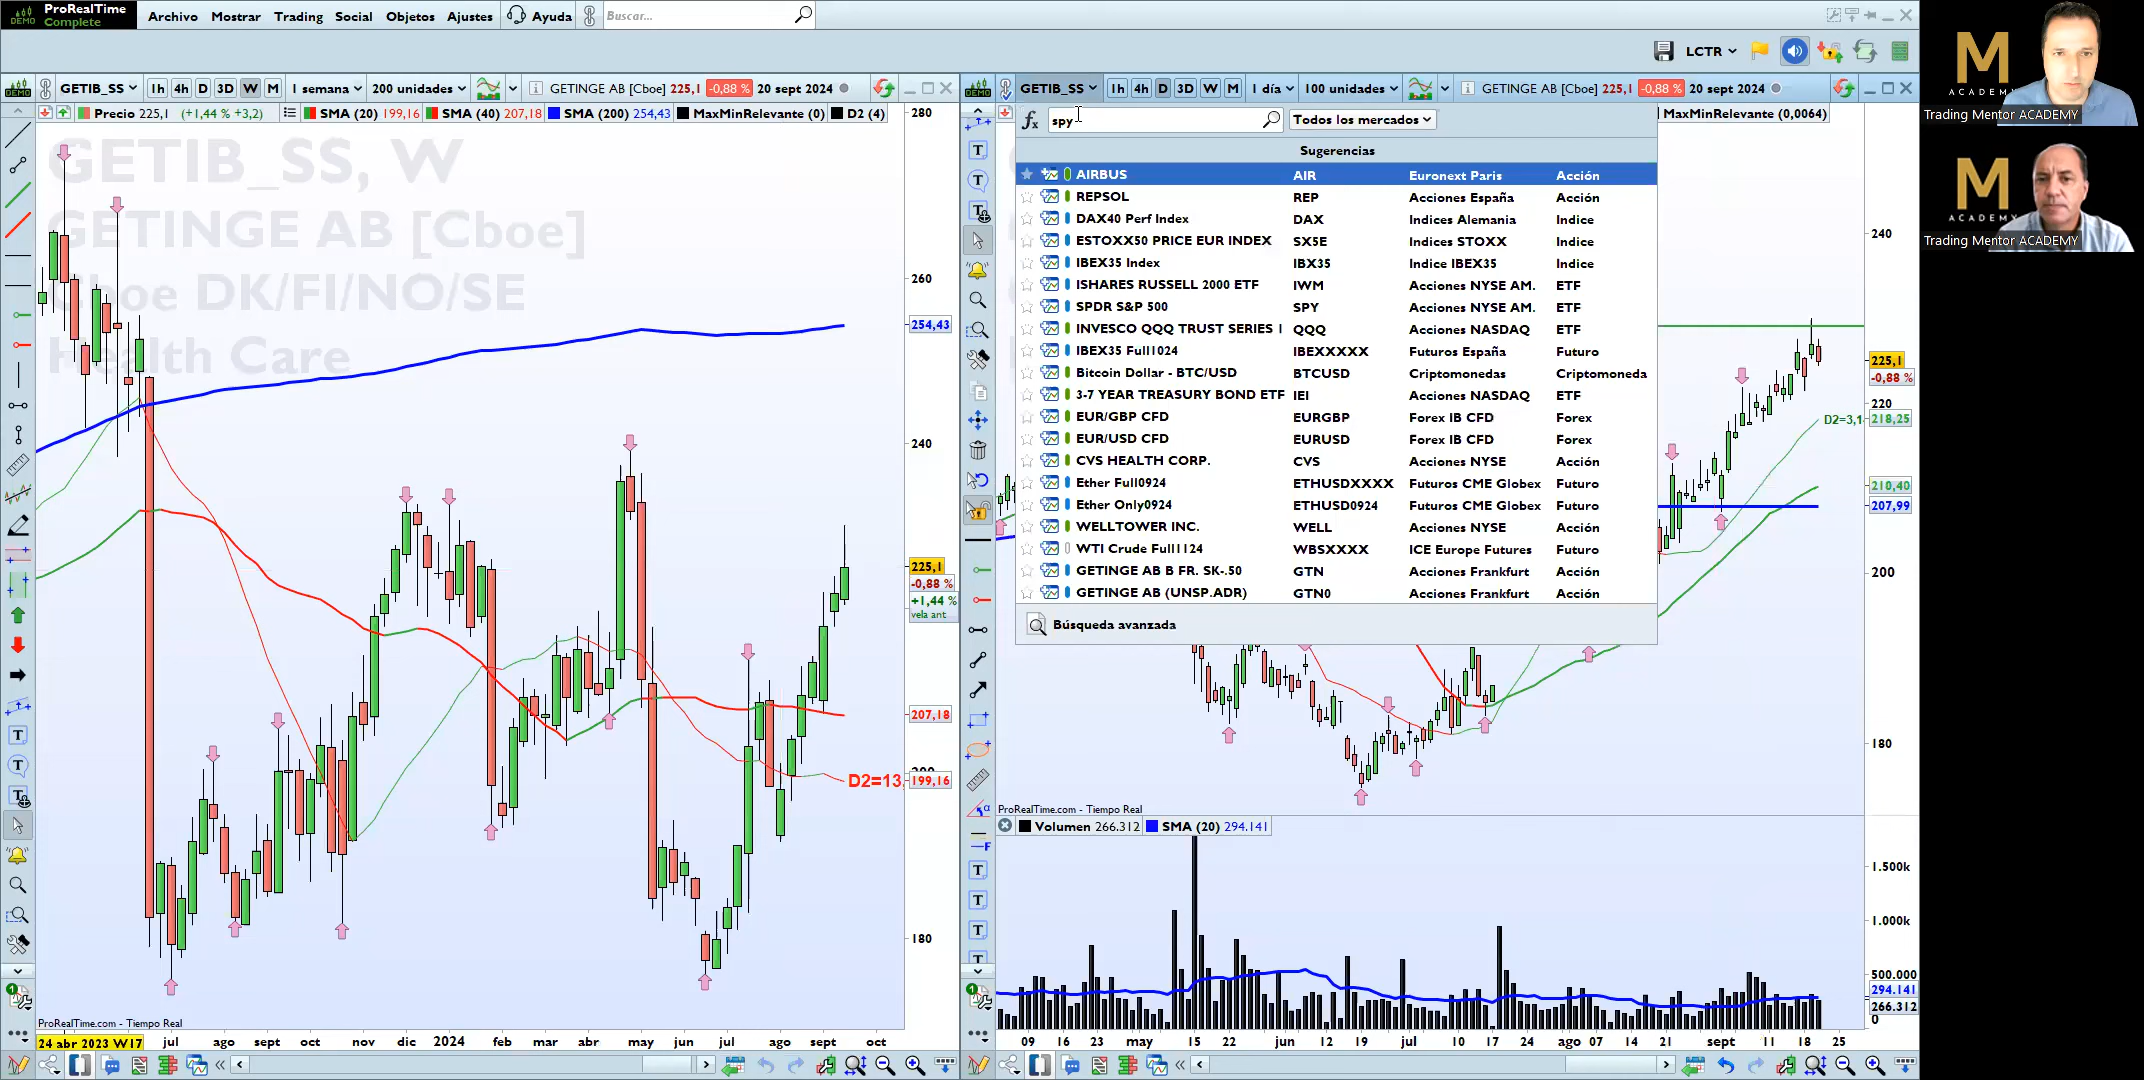 ProRealTime
Complete
DEMO
Archivo Mostrar Trading Social Objetos Ajustes Ayuda Buscar...
LCTR
GETIB_SS 1h 4h D 3D W M 1 semana 200 unidades GETINGE AB [Cboe] 225,1 -0,88 % 20 sept 2024
Precio 225,1 (+1,44 % +3,2) SMA (20) 199,16 SMA (40) 207,18 SMA (200) 254,43 MaxMinRelevante (0) D2 (4)
GETIB_SS, W
GETINGE AB [Cboe]
Cboe DK/FI/NO/SE
Health Care
280
260
254,43
240
225,1
-0,88 %
+1,44 %
vela ant
207,18
D2=13, 199,16
180
ProRealTime.com - Tiempo Real
24 abr 2023 W17 jul ago sept oct nov dic 2024 feb mar abr may jun jul ago sept oct
GETIB_SS 1h 4h D 3D W M 1 día 100 unidades GETINGE AB [Cboe] 225,1 -0,88 % 20 sept 2024
spy Todos los mercados
MaxMinRelevante (0,0064)
Sugerencias
AIRBUS AIR Euronext Paris Acción
REPSOL REP Acciones España Acción
DAX40 Perf Index DAX Indices Alemania Indice
ESTOXX50 PRICE EUR INDEX SX5E Indices STOXX Indice
IBEX35 Index IBX35 Indice IBEX35 Indice
ISHARES RUSSELL 2000 ETF IWM Acciones NYSE AM. ETF
SPDR S&P 500 SPY Acciones NYSE AM. ETF
INVESCO QQQ TRUST SERIES QQQ Acciones NASDAQ ETF
IBEX35 Full1024 IBEXXXXX Futuros España Futuro
Bitcoin Dollar - BTC/USD BTCUSD Criptomonedas Criptomoneda
3-7 YEAR TREASURY BOND ETF IEI Acciones NASDAQ ETF
EUR/GBP CFD EURGBP Forex IB CFD Forex
EUR/USD CFD EURUSD Forex IB CFD Forex
CVS HEALTH CORP. CVS Acciones NYSE Acción
Ether Full0924 ETHUSDXXXX Futuros CME Globex Futuro
Ether Only0924 ETHUSD0924 Futuros CME Globex Futuro
WELLTOWER INC. WELL Acciones NYSE Acción
WTI Crude Full1124 WBSXXXX ICE Europe Futures Futuro
GETINGE AB B FR. SK-.50 GTN Acciones Frankfurt Acción
GETINGE AB (UNSP.ADR) GTN0 Acciones Frankfurt Acción
Búsqueda avanzada
240
225,1
-0,88 %
220
D2=3,1 218,25
210,40
207,99
200
180
ProRealTime.com - Tiempo Real
Volumen 266.312 SMA (20) 294.141
1.500k
1.000k
500.000
294.141
266.312
0
09 16 23 may 15 22 jun 12 19 jul 10 17 24 ago 07 14 21 sept 11 18 25
M
ACADEMY
Trading Mentor ACADEMY
M
ACADEMY
Trading Mentor ACADEMY